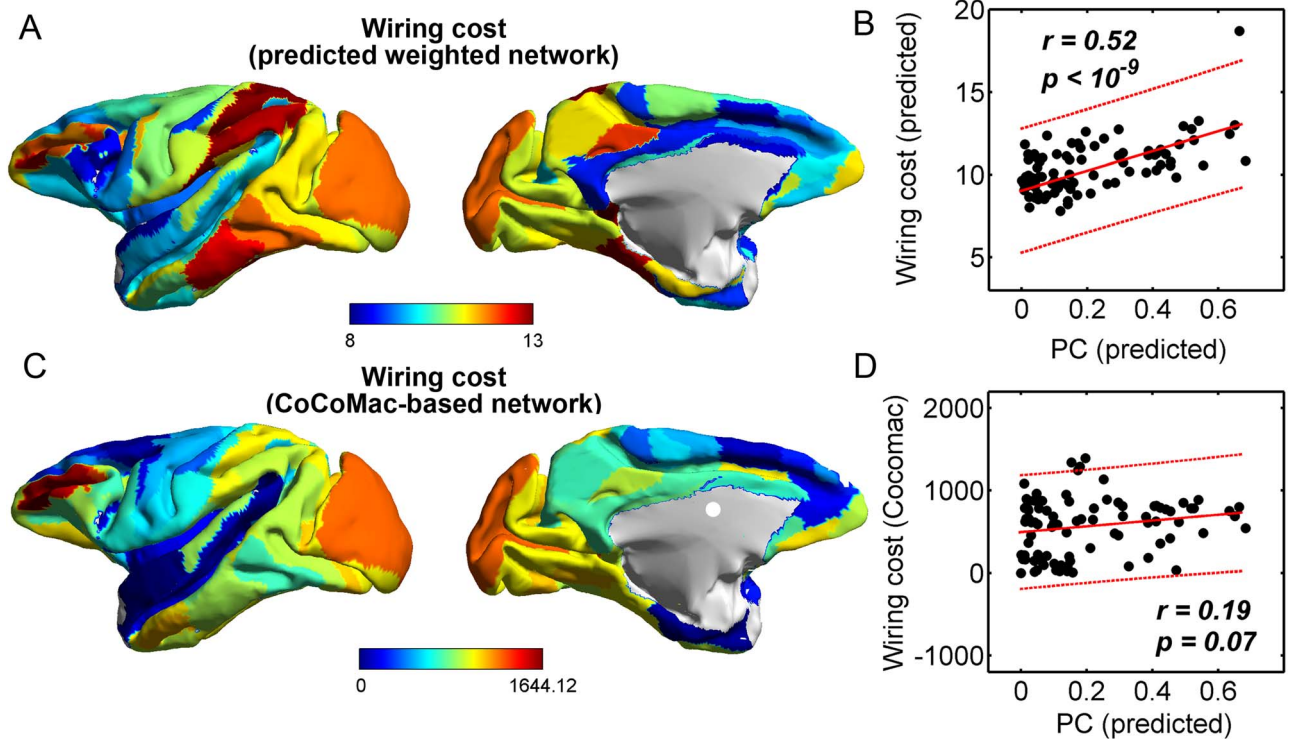 A
Wiring cost
(predicted weighted network)
8
13
B
Wiring cost (predicted)
20
15
10
5
r = 0.52
p < 10⁻⁹
0
0.2
0.4
0.6
PC (predicted)
C
Wiring cost
(CoCoMac-based network)
0
1644.12
D
Wiring cost (Cocomac)
2000
1000
0
-1000
r = 0.19
p = 0.07
0
0.2
0.4
0.6
PC (predicted)